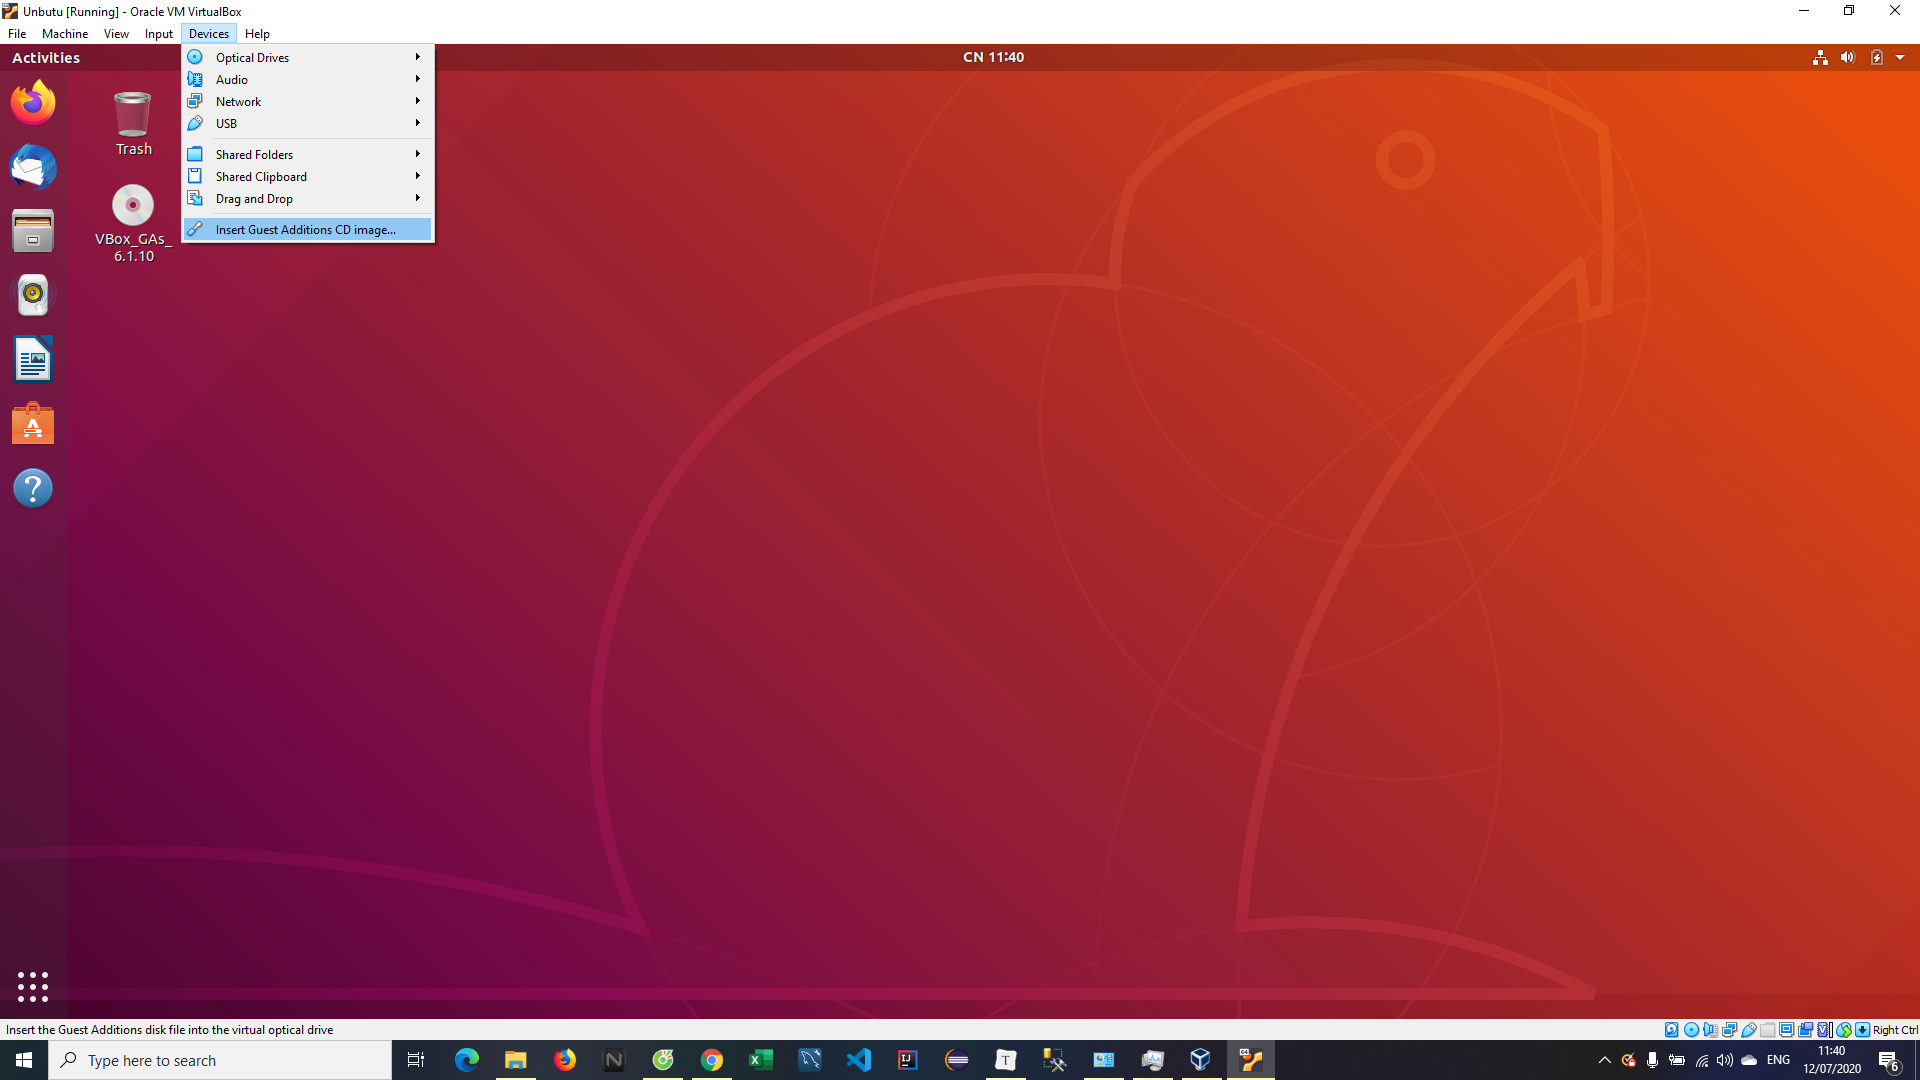 Unbutu [Running] - Oracle VM VirtualBox
File Machine View Input Devices Help
Activities
CN 11:40
Optical Drives
Audio
Network
USB
Shared Folders
Shared Clipboard
Drag and Drop
Insert Guest Additions CD image...
Trash
VBox_GAs_
6.1.10
Insert the Guest Additions disk file into the virtual optical drive
Right Ctrl
Type here to search
ENG
11:40
12/07/2020
6